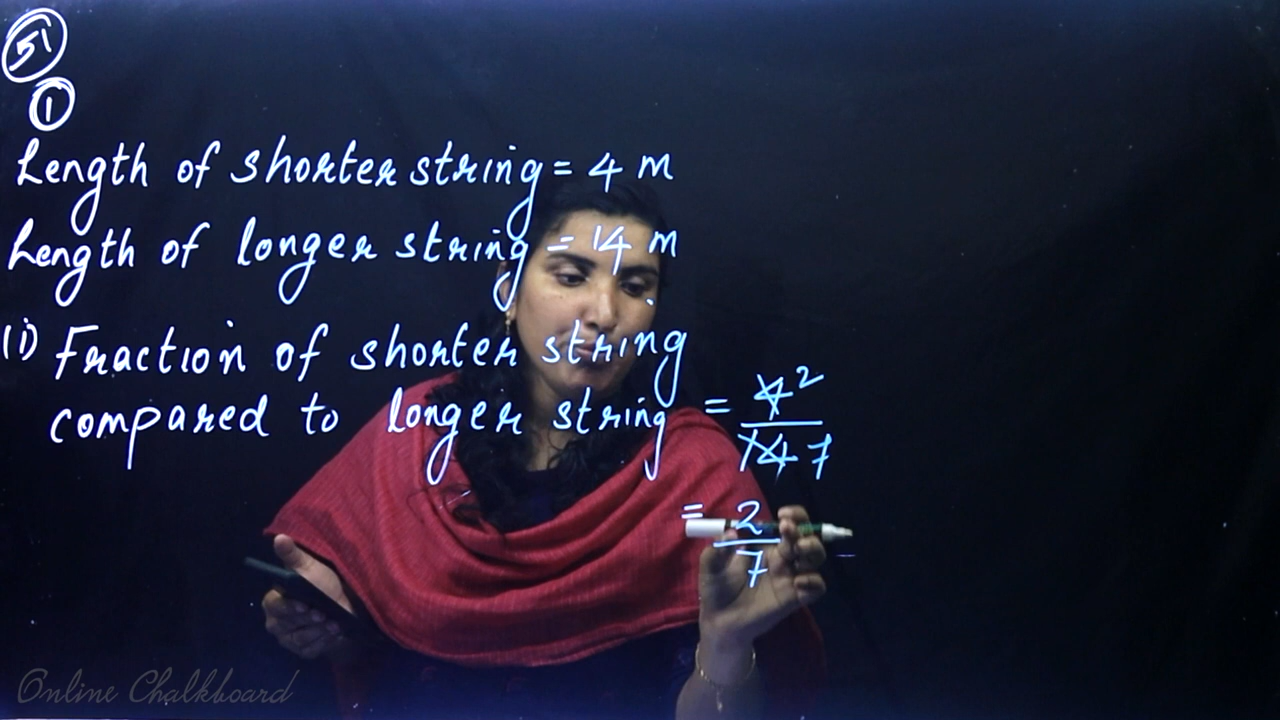 51
1
Length of shorter string = 4 m
Length of longer string = 14 m
(i) Fraction of shorter string
compared to longer string = 4 2 / 14 7
= 2/7
Online Chalkboard